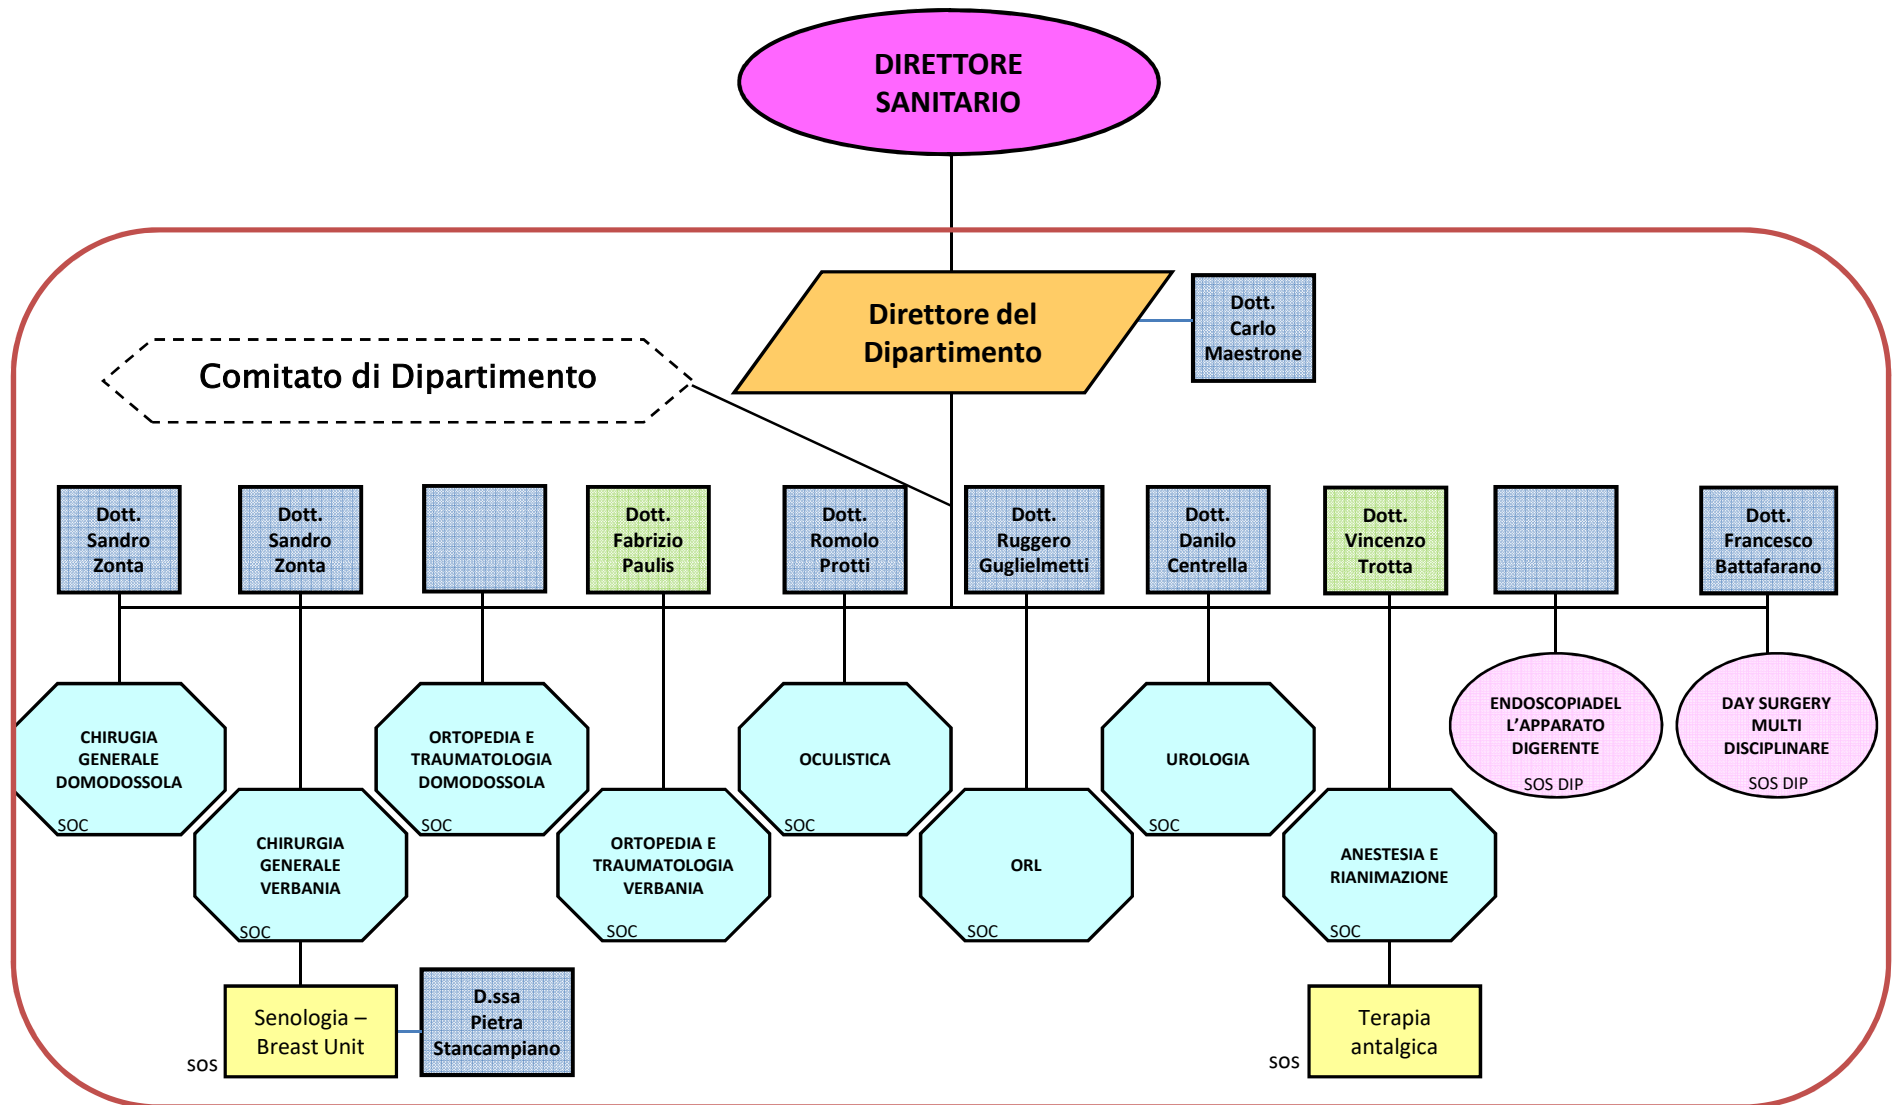 DIRETTORE
SANITARIO
Direttore del
Dipartimento
Dott.
Carlo
Maestrone
Comitato di Dipartimento
Dott.
Sandro
Zonta
Dott.
Sandro
Zonta
Dott.
Fabrizio
Paulis
Dott.
Romolo
Protti
Dott.
Ruggero
Guglielmetti
Dott.
Danilo
Centrella
Dott.
Vincenzo
Trotta
Dott.
Francesco
Battafarano
CHIRUGIA
GENERALE
DOMODOSSOLA
SOC
ORTOPEDIA E
TRAUMATOLOGIA
DOMODOSSOLA
SOC
OCULISTICA
SOC
UROLOGIA
SOC
ENDOSCOPIADEL
L’APPARATO
DIGERENTE
SOS DIP
DAY SURGERY
MULTI
DISCIPLINARE
SOS DIP
CHIRURGIA
GENERALE
VERBANIA
SOC
ORTOPEDIA E
TRAUMATOLOGIA
VERBANIA
SOC
ORL
SOC
ANESTESIA E
RIANIMAZIONE
SOC
Senologia –
Breast Unit
SOS
D.ssa
Pietra
Stancampiano
Terapia
antalgica
SOS